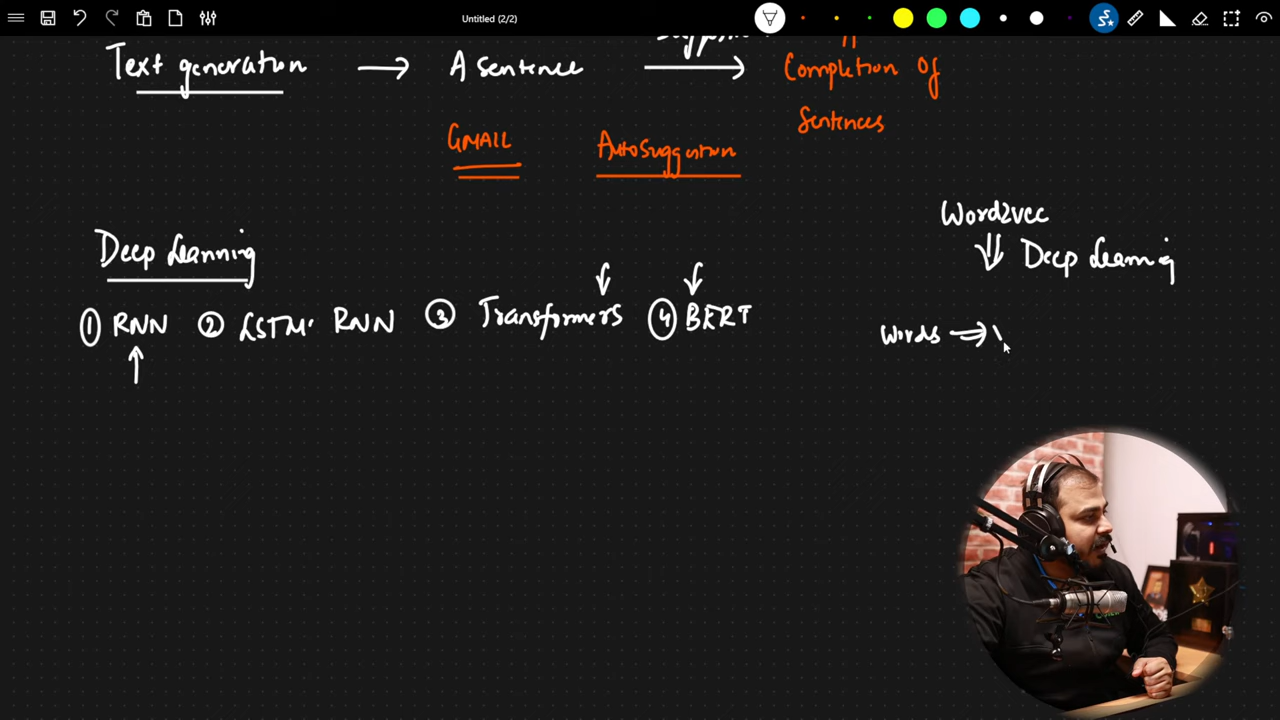 Untitled (2/2)
Text generation → A sentence → Completion Of
Sentences
GMAIL AutoSuggestion
Word2vec
⇓ Deep Learning
Deep Learning
① RNN ② LSTM RNN ③ Transformers ④ BERT
Words ⇒